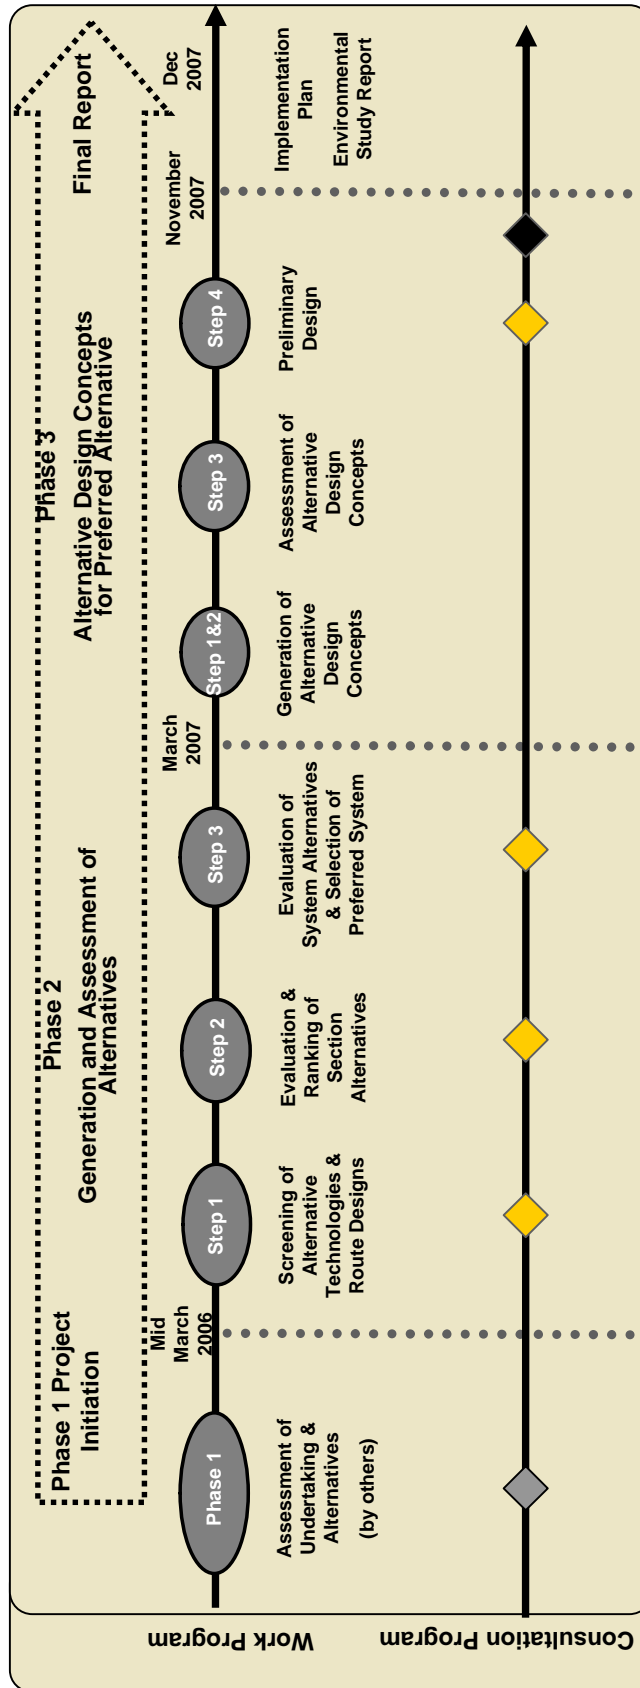 Phase 1 Project
Initiation
Phase 2
Generation and Assessment of
Alternatives
Phase 3
Alternative Design Concepts
for Preferred Alternative
Final Report
Work Program
Mid
March
2006
March
2007
November
2007
Dec
2007
Phase 1
Step 1
Step 2
Step 3
Step 1&2
Step 3
Step 4
Assessment of
Undertaking &
Alternatives
(by others)
Screening of
Alternative
Technologies &
Route Designs
Evaluation &
Ranking of
Section
Alternatives
Evaluation of
System Alternatives
& Selection of
Preferred System
Generation of
Alternative
Design
Concepts
Assessment of
Alternative
Design
Concepts
Preliminary
Design
Implementation
Plan
Environmental
Study Report
Consultation Program